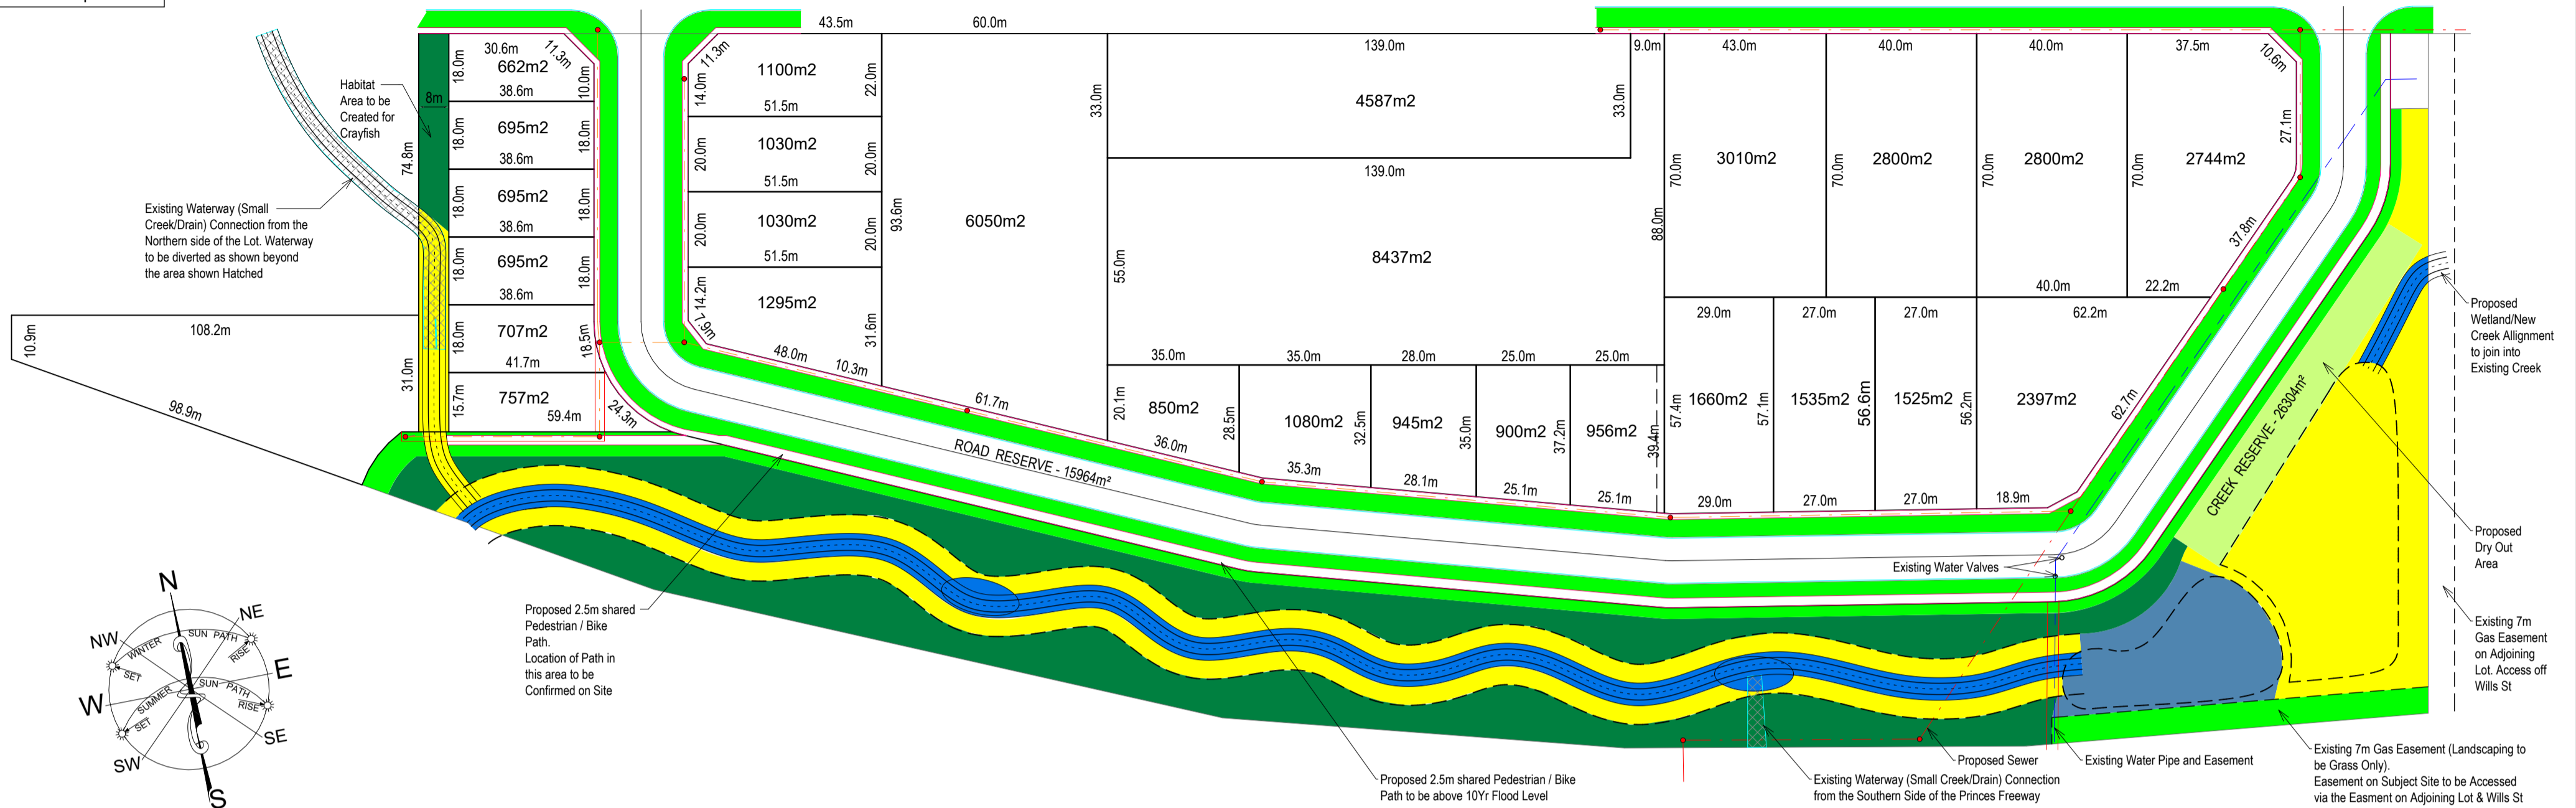 43.5m
60.0m
30.6m
11.3m
18.0m
662m2
10.0m
38.6m
8m
Habitat
Area to be
Created for
Crayfish
74.8m
18.0m
695m2
18.0m
38.6m
18.0m
695m2
18.0m
38.6m
18.0m
695m2
18.0m
38.6m
18.0m
707m2
18.5m
41.7m
15.7m
757m2
59.4m
24.3m
31.0m
Existing Waterway (Small
Creek/Drain) Connection from the
Northern side of the Lot. Waterway
to be diverted as shown beyond
the area shown Hatched
10.9m
108.2m
98.9m
11.3m
14.0m
1100m2
22.0m
51.5m
20.0m
1030m2
20.0m
51.5m
20.0m
1030m2
20.0m
51.5m
14.2m
1295m2
31.6m
7.9m
48.0m
10.3m
93.6m
6050m2
61.7m
139.0m
9.0m
33.0m
4587m2
33.0m
139.0m
88.0m
55.0m
8437m2
35.0m
35.0m
28.0m
25.0m
25.0m
20.1m
850m2
28.5m
1080m2
32.5m
945m2
35.0m
900m2
37.2m
956m2
39.4m
36.0m
35.3m
28.1m
25.1m
25.1m
43.0m
40.0m
40.0m
37.5m
10.6m
70.0m
3010m2
70.0m
2800m2
70.0m
2800m2
70.0m
2744m2
27.1m
37.8m
40.0m
22.2m
29.0m
27.0m
27.0m
62.2m
57.4m
1660m2
57.1m
1535m2
56.6m
1525m2
56.2m
2397m2
62.7m
29.0m
27.0m
27.0m
18.9m
ROAD RESERVE - 15964m²
CREEK RESERVE - 26304m²
Existing Water Valves
Proposed
Wetland/New
Creek Allignment
to join into
Existing Creek
Proposed
Dry Out
Area
Existing 7m
Gas Easement
on Adjoining
Lot. Access off
Wills St
Proposed 2.5m shared
Pedestrian / Bike
Path.
Location of Path in
this area to be
Confirmed on Site
Proposed 2.5m shared Pedestrian / Bike
Path to be above 10Yr Flood Level
Proposed Sewer
Existing Water Pipe and Easement
Existing Waterway (Small Creek/Drain) Connection
from the Southern Side of the Princes Freeway
Existing 7m Gas Easement (Landscaping to
be Grass Only).
Easement on Subject Site to be Accessed
via the Easment on Adjoining Lot & Wills St
N
NE
E
SE
S
SW
W
NW
WINTER SUN PATH
RISE
SET
SUMMER SUN PATH
RISE
SET